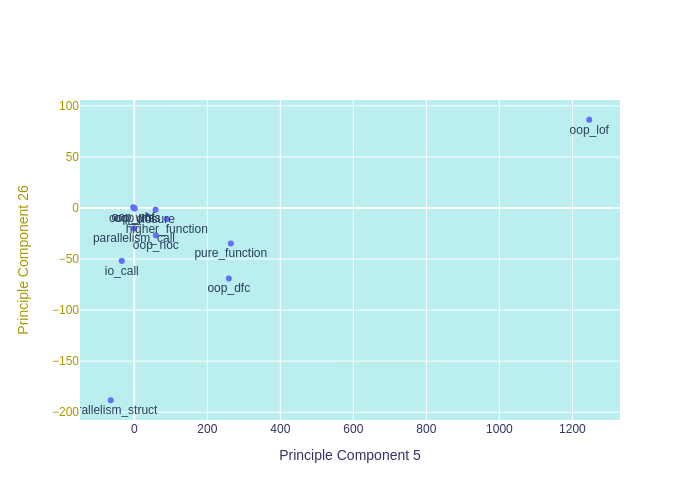 100
oop_lof
50
0
higher_function
parallelism_call
oop_noc
pure_function
−50
io_call
oop_dfc
−100
−150
−200
rallelism_struct
0
200
400
600
800
1000
1200
Principle Component 5
Principle Component 26